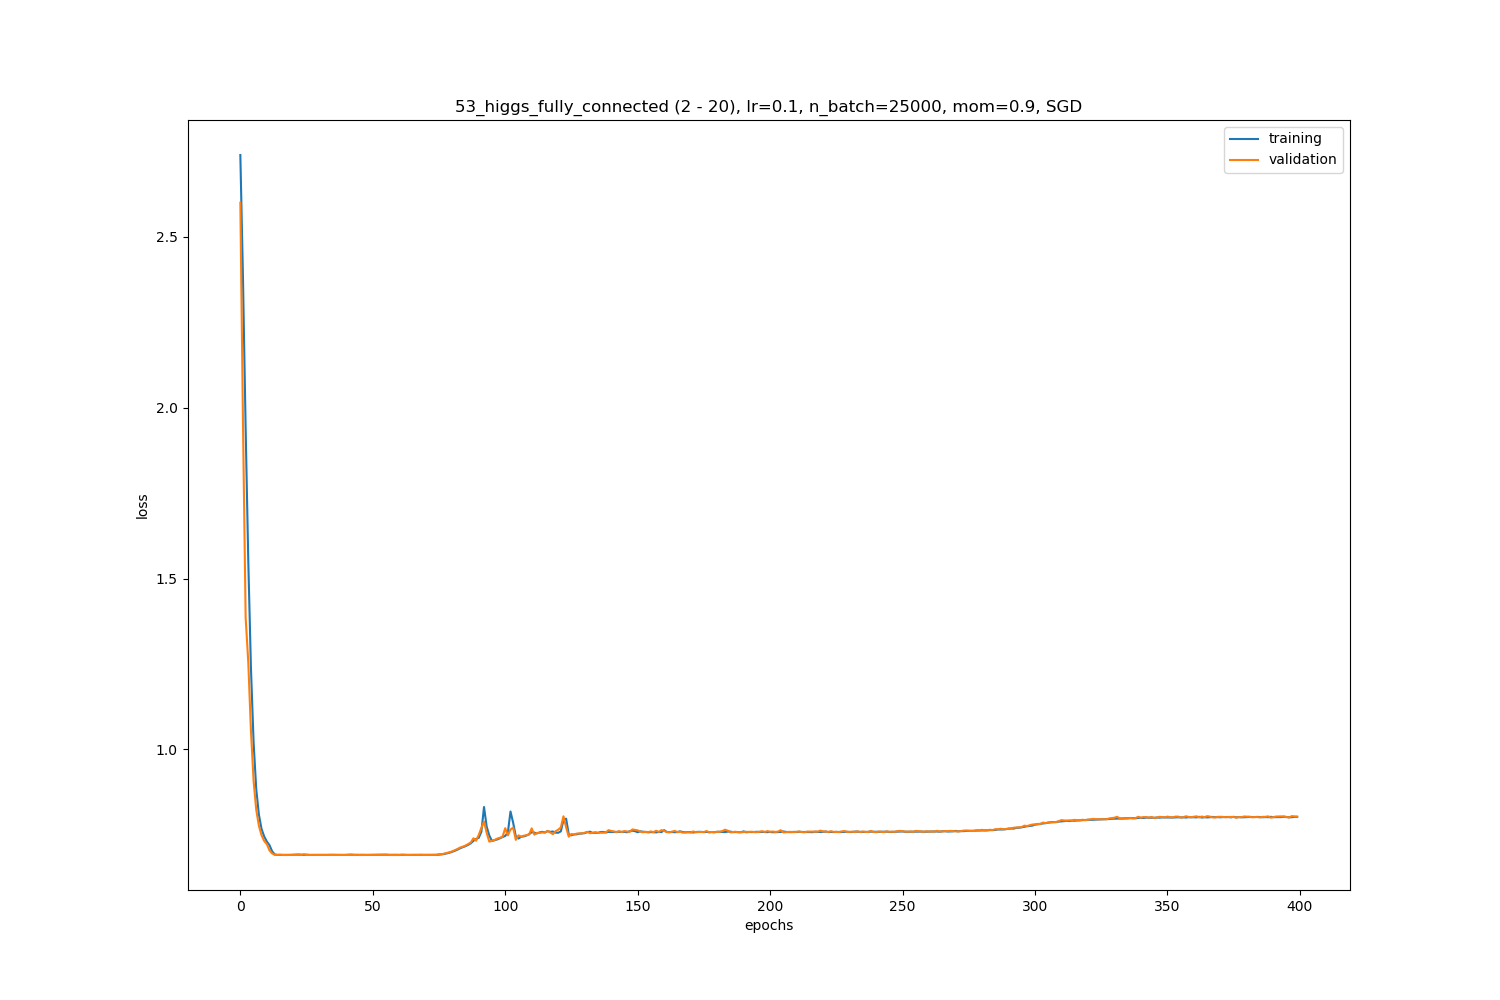 53_higgs_fully_connected (2 - 20), lr=0.1, n_batch=25000, mom=0.9, SGD
training
validation
2.5
2.0
1.5
1.0
loss
0 50 100 150 200 250 300 350 400
epochs